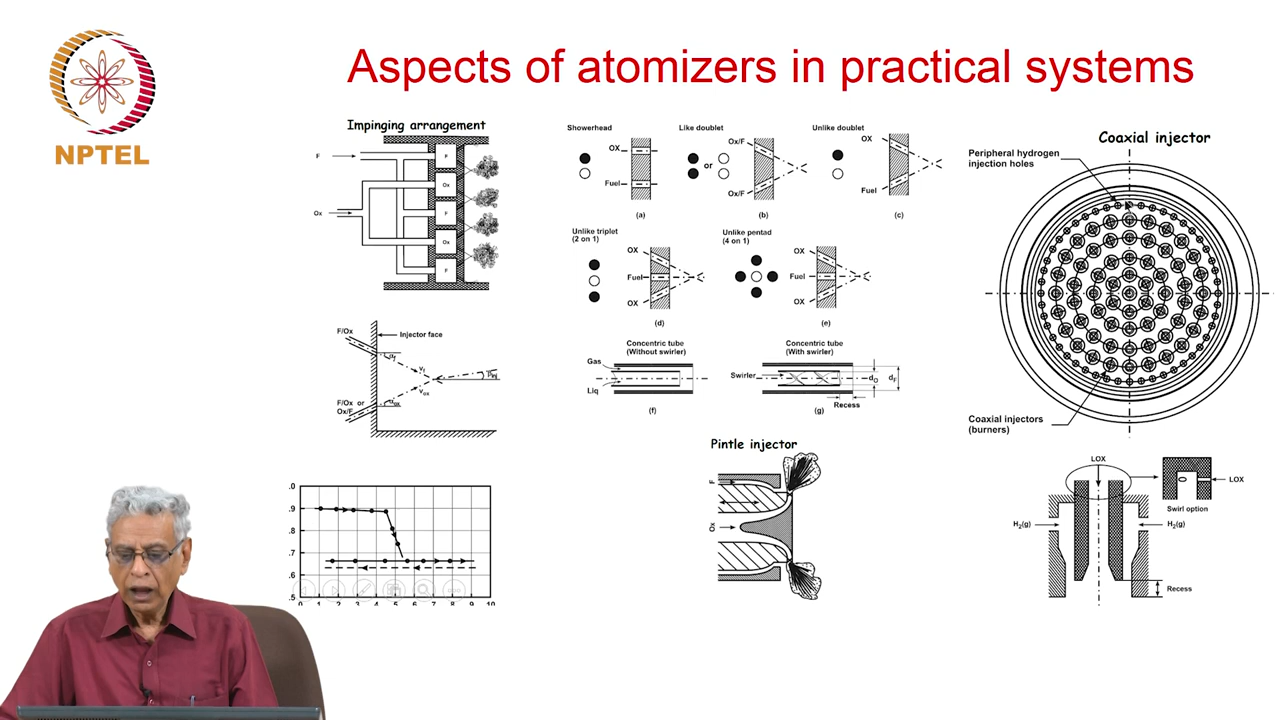 NPTEL
Aspects of atomizers in practical systems
Impinging arrangement
F
Ox
F
Ox
F
Ox
F
F/Ox
Injector face
F/Ox or
Ox/F
.0
.9
.8
.7
.6
.5
0 1 2 3 4 5 6 7 8 9 10
Showerhead
OX
Fuel
(a)
Like doublet
or
Ox/F
Ox/F
(b)
Unlike doublet
OX
Fuel
(c)
Unlike triplet
(2 on 1)
OX
Fuel
OX
(d)
Unlike pentad
(4 on 1)
OX
Fuel
OX
(e)
Concentric tube
(Without swirler)
Gas
Liq
(f)
Concentric tube
(With swirler)
Swirler
dO
dF
Recess
(g)
Pintle injector
F
Ox
Coaxial injector
Peripheral hydrogen
injection holes
Coaxial injectors
(burners)
LOX
LOX
Swirl option
H2(g)
H2(g)
Recess